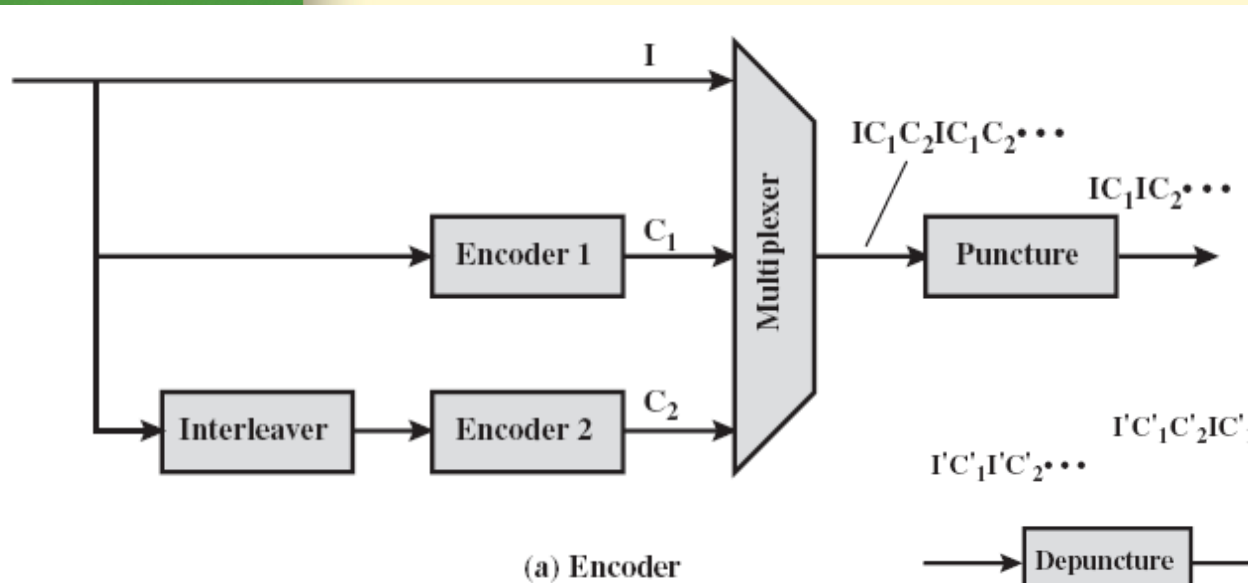 I
IC₁C₂IC₁C₂•••
IC₁IC₂•••
Encoder 1
C₁
Multiplexer
Puncture
Interleaver
Encoder 2
C₂
I'C'₁C'₂IC'
I'C'₁I'C'₂•••
(a) Encoder
Depuncture